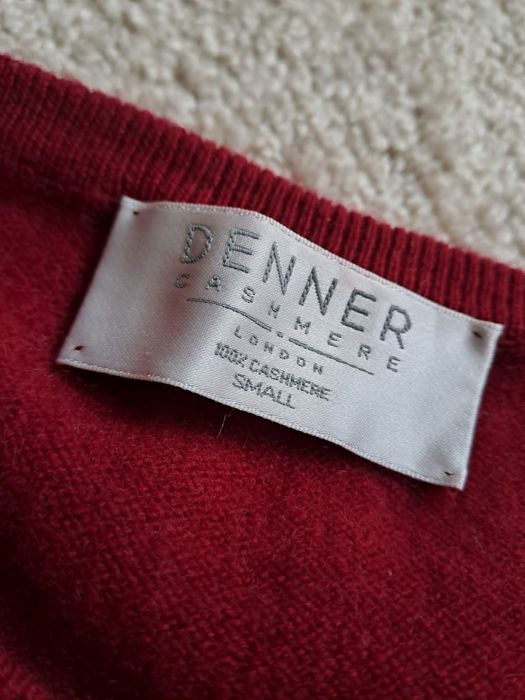 DENNER
CASHMERE
LONDON
100% CASHMERE
SMALL